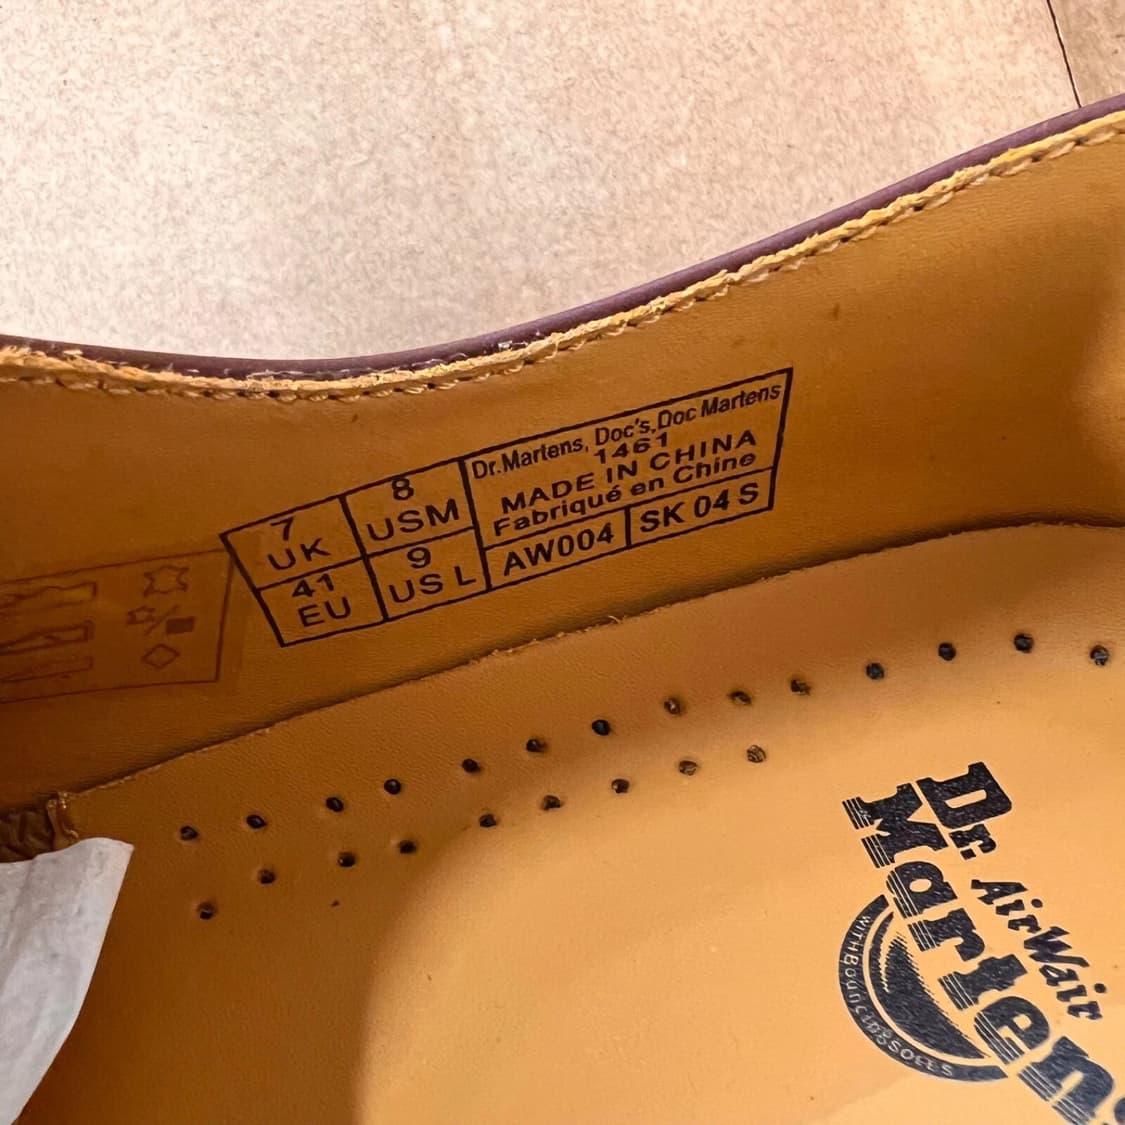 7
UK
8
USM
41
EU
9
US L
Dr.Martens, Doc's,Doc Martens
1461
MADE IN CHINA
Fabriqué en Chine
AW004
SK 04 S
Dr.
Martens
AirWair
WITH BOUNCING SOLES